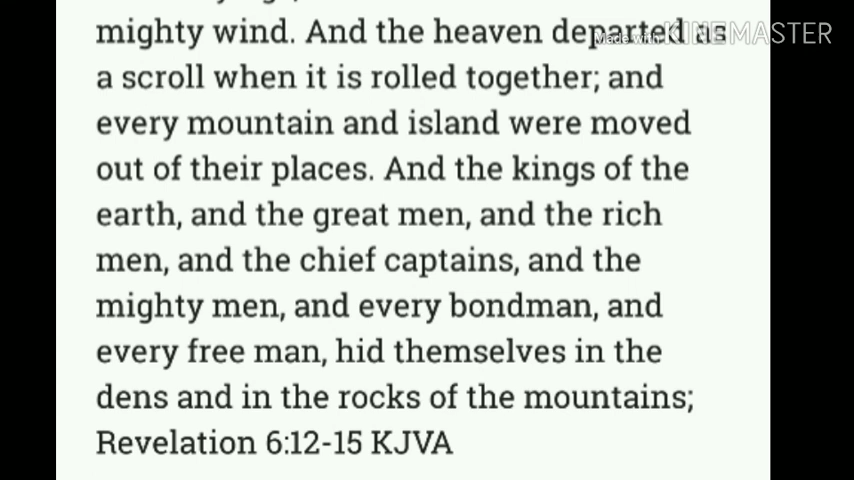 mighty wind. And the heaven departed as
Made with KINEMASTER
a scroll when it is rolled together; and
every mountain and island were moved
out of their places. And the kings of the
earth, and the great men, and the rich
men, and the chief captains, and the
mighty men, and every bondman, and
every free man, hid themselves in the
dens and in the rocks of the mountains;
Revelation 6:12-15 KJVA